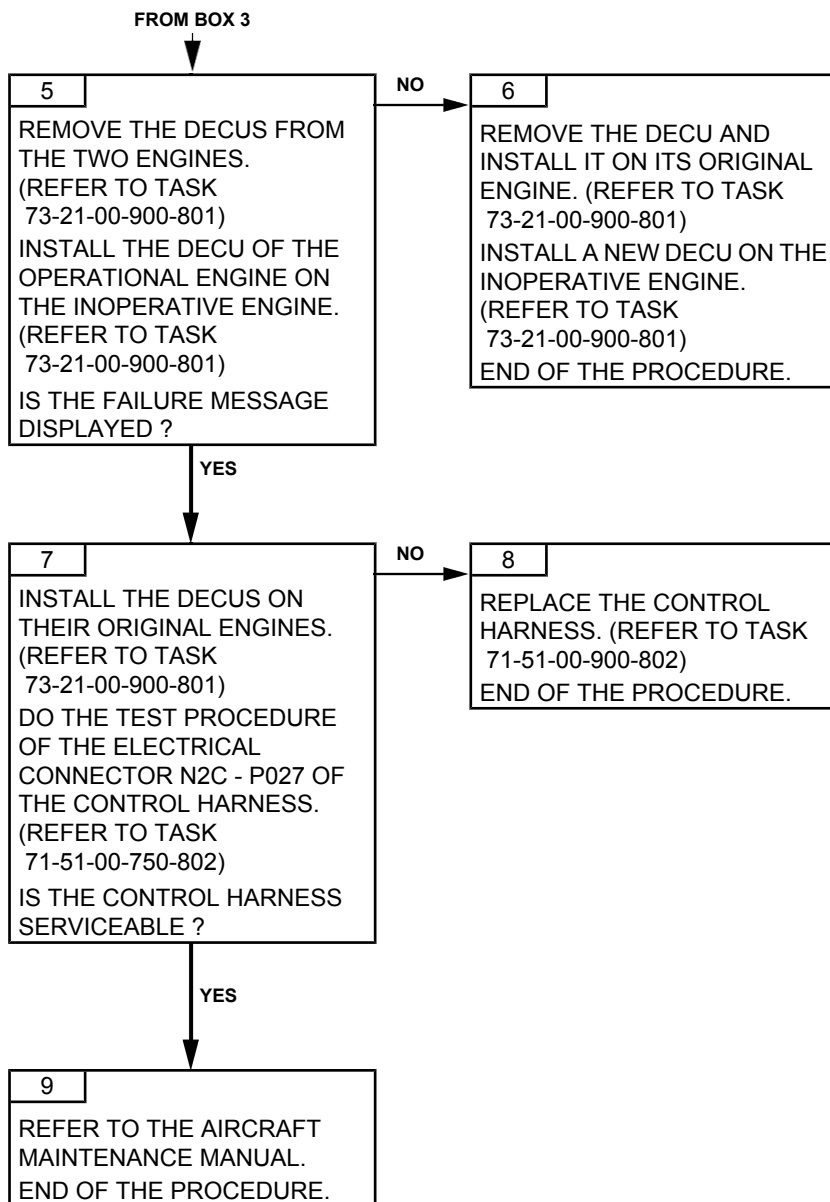 FROM BOX 3
5
REMOVE THE DECUS FROM
THE TWO ENGINES.
(REFER TO TASK
73-21-00-900-801)
INSTALL THE DECU OF THE
OPERATIONAL ENGINE ON
THE INOPERATIVE ENGINE.
(REFER TO TASK
73-21-00-900-801)
IS THE FAILURE MESSAGE
DISPLAYED ?
NO
6
REMOVE THE DECU AND
INSTALL IT ON ITS ORIGINAL
ENGINE. (REFER TO TASK
73-21-00-900-801)
INSTALL A NEW DECU ON THE
INOPERATIVE ENGINE.
(REFER TO TASK
73-21-00-900-801)
END OF THE PROCEDURE.
YES
7
INSTALL THE DECUS ON
THEIR ORIGINAL ENGINES.
(REFER TO TASK
73-21-00-900-801)
DO THE TEST PROCEDURE
OF THE ELECTRICAL
CONNECTOR N2C - P027 OF
THE CONTROL HARNESS.
(REFER TO TASK
71-51-00-750-802)
IS THE CONTROL HARNESS
SERVICEABLE ?
NO
8
REPLACE THE CONTROL
HARNESS. (REFER TO TASK
71-51-00-900-802)
END OF THE PROCEDURE.
YES
9
REFER TO THE AIRCRAFT
MAINTENANCE MANUAL.
END OF THE PROCEDURE.